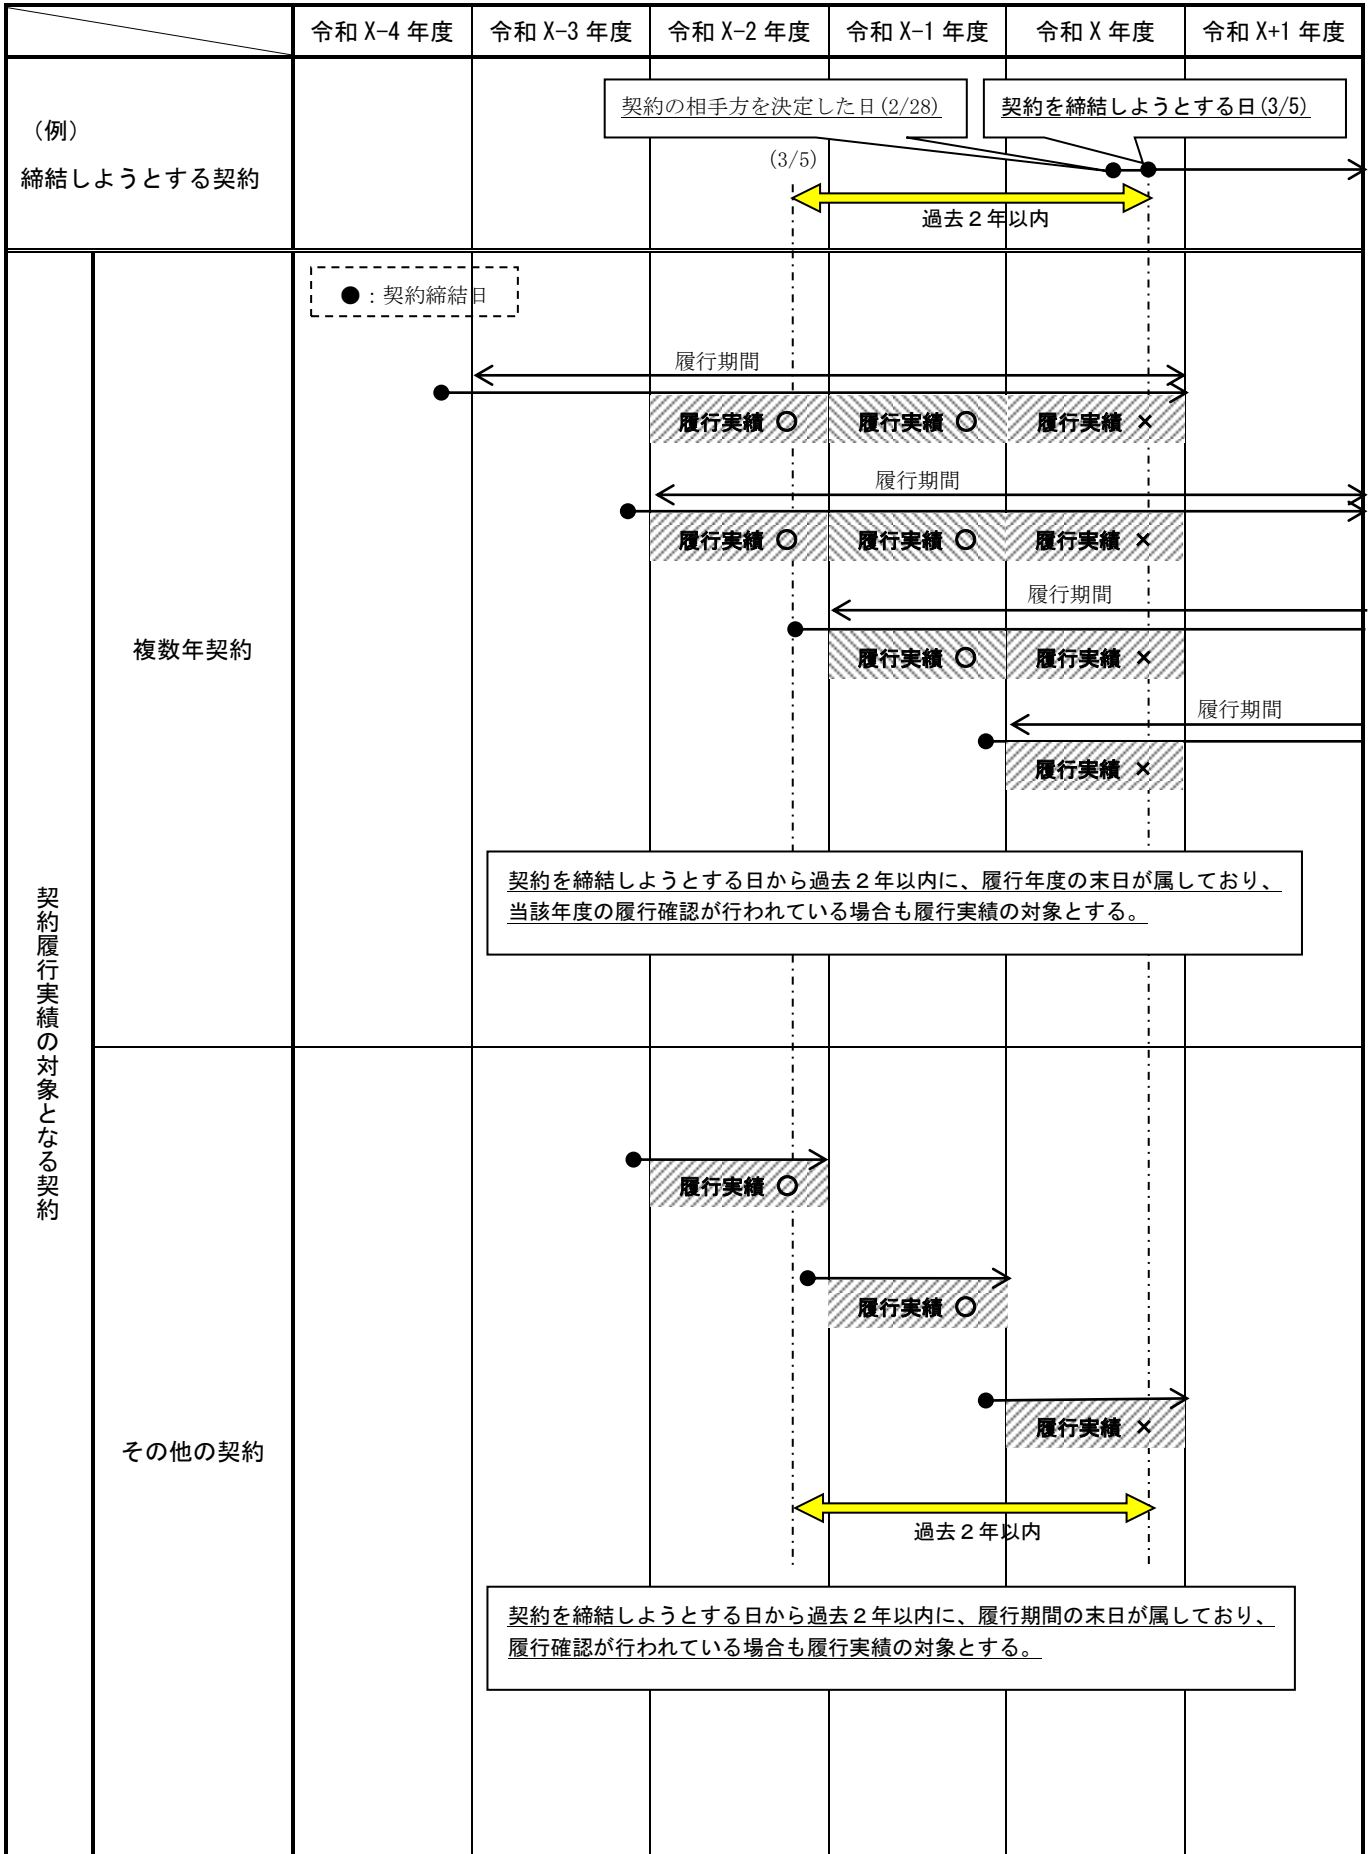 令和 X-4 年度
令和 X-3 年度
令和 X-2 年度
令和 X-1 年度
令和 X 年度
令和 X+1 年度
（例）
締結しようとする契約
契約の相手方を決定した日(2/28)
契約を締結しようとする日(3/5)
(3/5)
過去２年以内
契約履行実績の対象となる契約
複数年契約
●：契約締結日
履行期間
履行実績 ○
履行実績 ○
履行実績 ×
履行期間
履行実績 ○
履行実績 ○
履行実績 ×
履行期間
履行実績 ○
履行実績 ×
履行期間
履行実績 ×
契約を締結しようとする日から過去２年以内に、履行年度の末日が属しており、
当該年度の履行確認が行われている場合も履行実績の対象とする。
その他の契約
履行実績 ○
履行実績 ○
履行実績 ×
過去２年以内
契約を締結しようとする日から過去２年以内に、履行期間の末日が属しており、
履行確認が行われている場合も履行実績の対象とする。